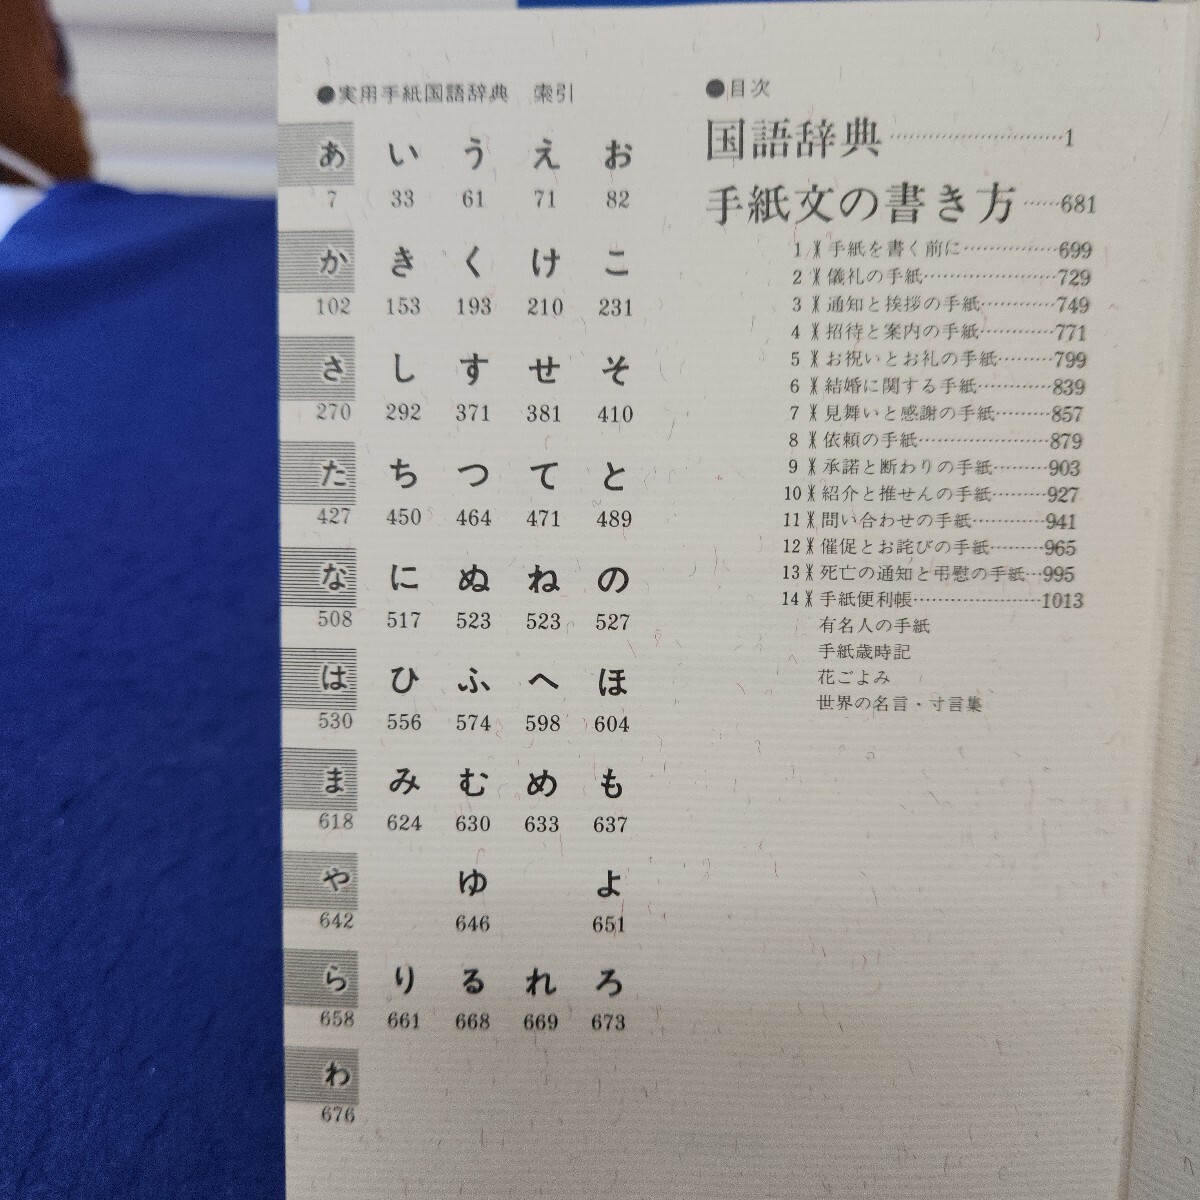 ●実用手紙国語辞典　索引
あ い う え お
7 33 61 71 82
か き く け こ
102 153 193 210 231
さ し す せ そ
270 292 371 381 410
た ち つ て と
427 450 464 471 489
な に ぬ ね の
508 517 523 523 527
は ひ ふ へ ほ
530 556 574 598 604
ま み む め も
618 624 630 633 637
や ゆ よ
642 646 651
ら り る れ ろ
658 661 668 669 673
わ
676
●目次
国語辞典……………………1
手紙文の書き方……681
1 手紙を書く前に……………699
2 儀礼の手紙…………………729
3 通知と挨拶の手紙…………749
4 招待と案内の手紙…………771
5 お祝いとお礼の手紙………799
6 結婚に関する手紙…………839
7 見舞いと感謝の手紙………857
8 依頼の手紙…………………879
9 承諾と断わりの手紙………903
10 紹介と推せんの手紙………927
11 問い合わせの手紙…………941
12 催促とお詫びの手紙………965
13 死亡の通知と弔慰の手紙…995
14 手紙便利帳…………………1013
有名人の手紙
手紙歳時記
花ごよみ
世界の名言・寸言集